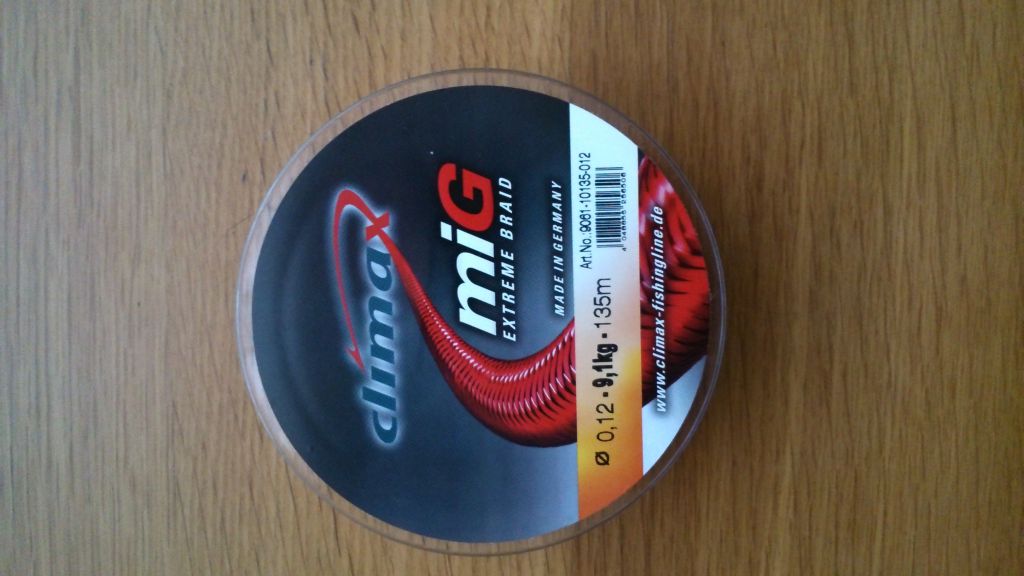 climax
miG
EXTREME BRAID
MADE IN GERMANY
Art.No.:9061-10135-012
Ø 0,12 ▪ 9,1kg ▪ 135m
www.climax-fishingline.de